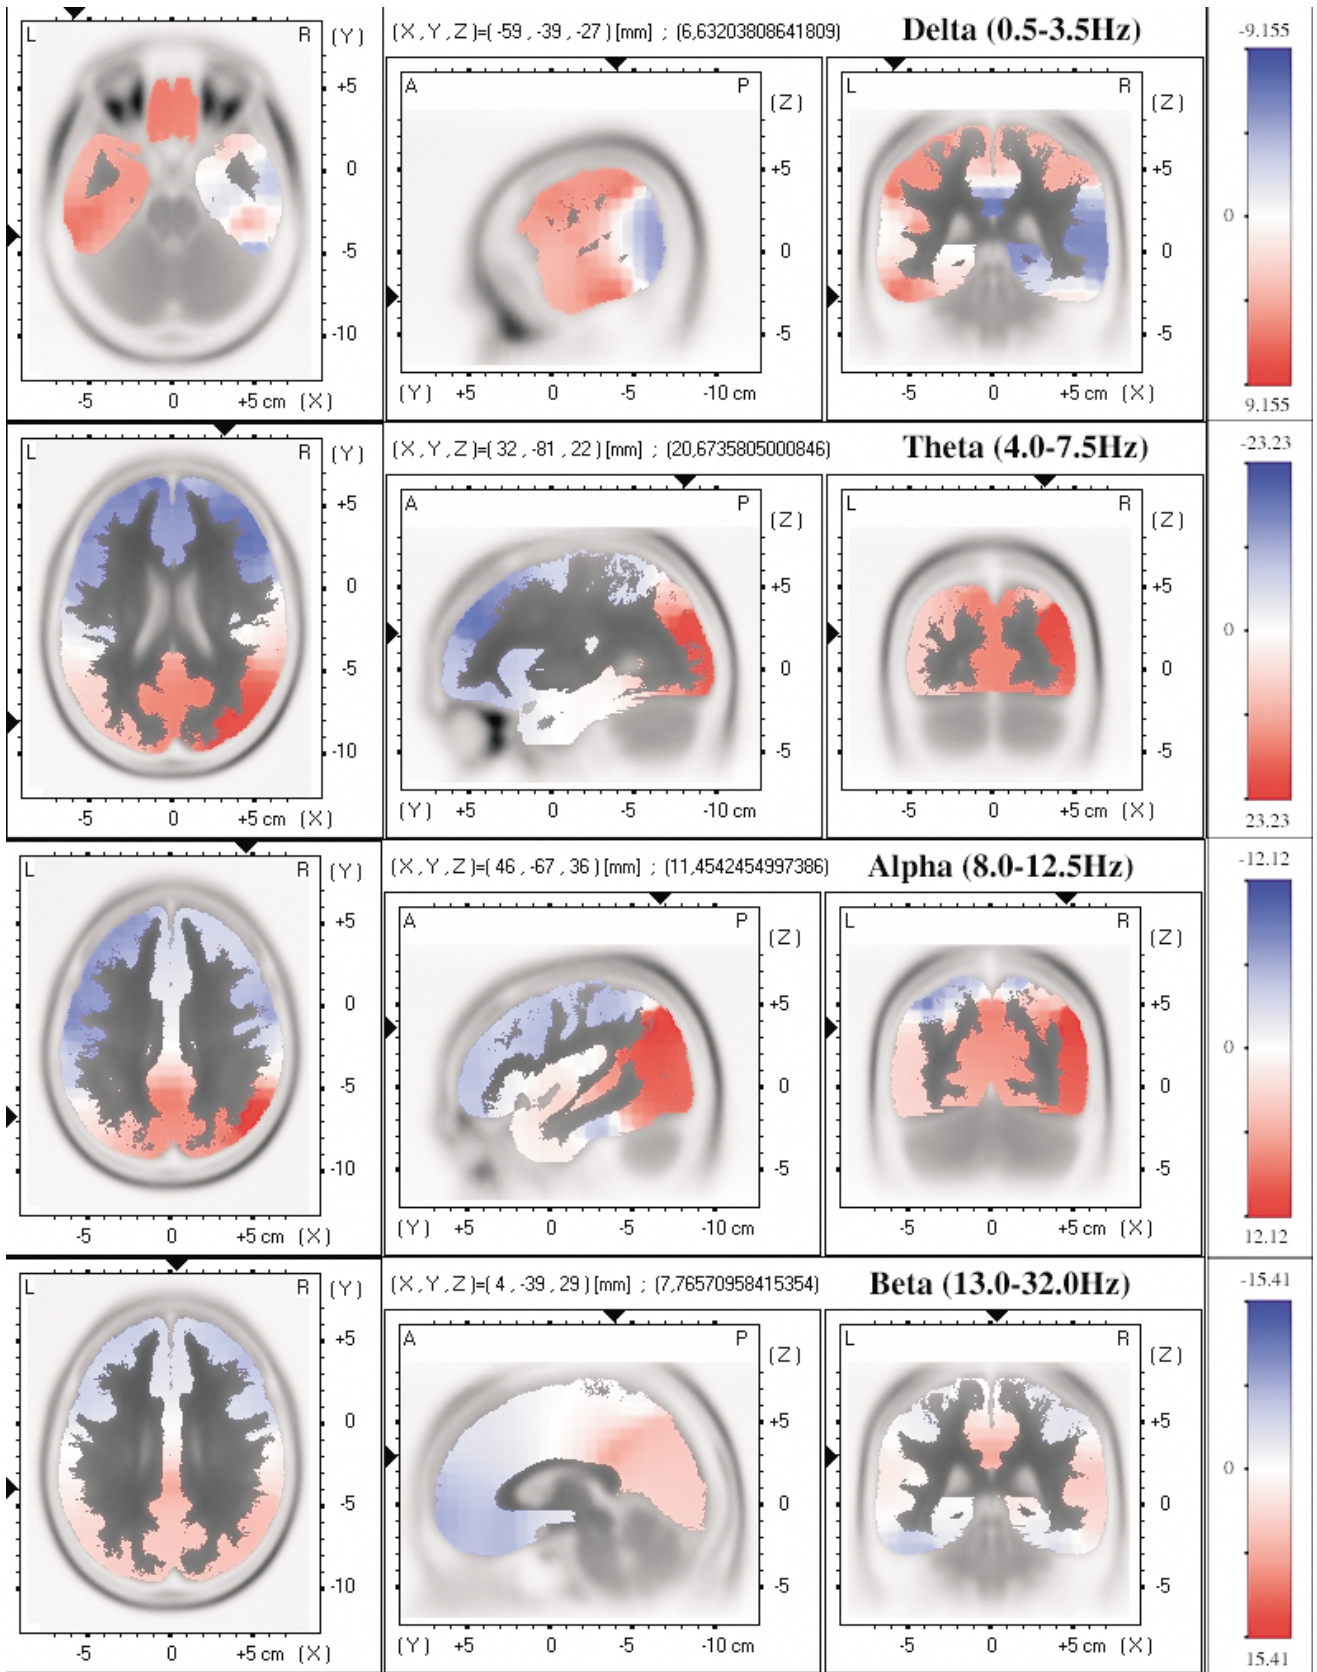 (X,Y,Z)=( -59 , -39 , -27 ) [mm] ; (6,63203808641809) Delta (0.5-3.5Hz) -9.155
L R (Y) A P (Z) L R (Z)
+5 0 -5 -10
+5 0 -5
+5 0 -5
0
-5 0 +5 cm (X) (Y) +5 0 -5 -10 cm -5 0 +5 cm (X) 9.155
(X,Y,Z)=( 32 , -81 , 22 ) [mm] ; (20,6735805000846) Theta (4.0-7.5Hz) -23.23
L R (Y) A P (Z) L R (Z)
+5 0 -5 -10
+5 0 -5
+5 0 -5
0
-5 0 +5 cm (X) (Y) +5 0 -5 -10 cm -5 0 +5 cm (X) 23.23
(X,Y,Z)=( 46 , -67 , 36 ) [mm] ; (11,4542454997386) Alpha (8.0-12.5Hz) -12.12
L R (Y) A P (Z) L R (Z)
+5 0 -5 -10
+5 0 -5
+5 0 -5
0
-5 0 +5 cm (X) (Y) +5 0 -5 -10 cm -5 0 +5 cm (X) 12.12
(X,Y,Z)=( 4 , -39 , 29 ) [mm] ; (7,76570958415354) Beta (13.0-32.0Hz) -15.41
L R (Y) A P (Z) L R (Z)
+5 0 -5 -10
+5 0 -5
+5 0 -5
0
-5 0 +5 cm (X) (Y) +5 0 -5 -10 cm -5 0 +5 cm (X) 15.41